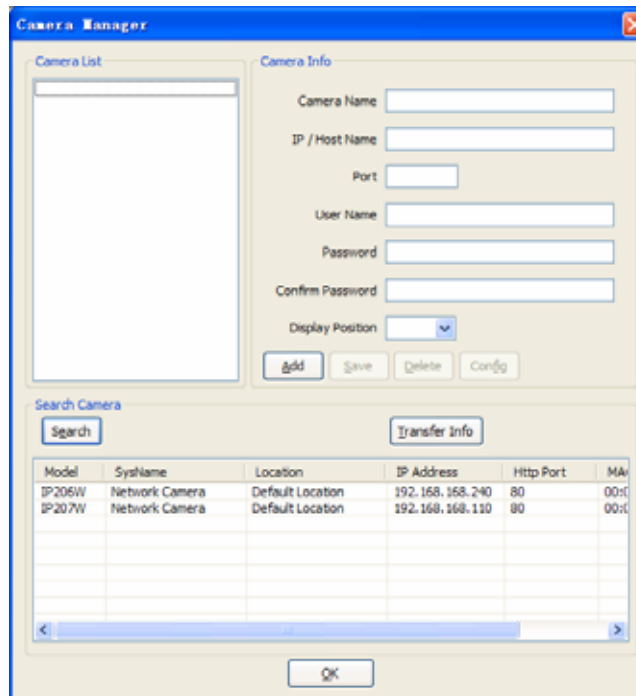 Camera Manager
Camera List
Camera Info
Camera Name
IP / Host Name
Port
User Name
Password
Confirm Password
Display Position
Add Save Delete Config
Search Camera
Search Transfer Info
Model SysName Location IP Address Http Port
IP206W Network Camera Default Location 192.168.168.240 80
IP207W Network Camera Default Location 192.168.168.110 80
OK